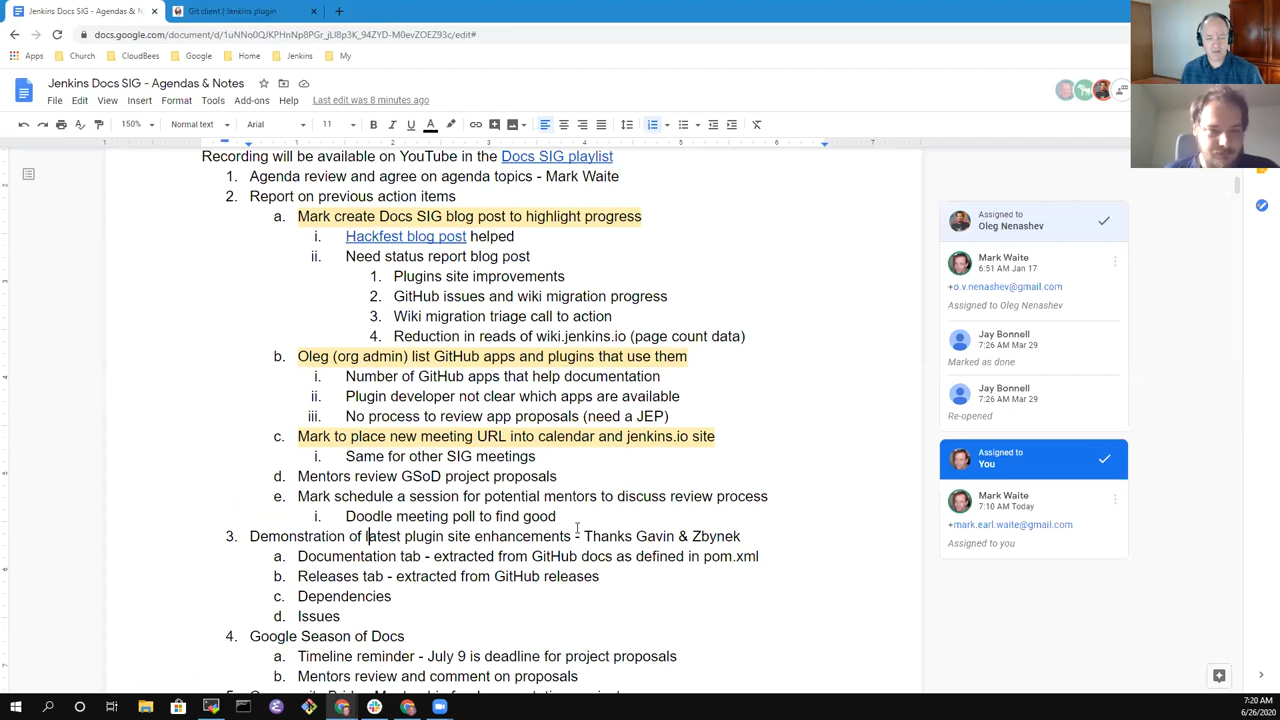 Jenkins Docs SIG - Agendas & N
Git client | Jenkins plugin
docs.google.com/document/d/1uNNo0QJKPHnNp8PGr_jLl8p3K_94ZYD-M0evZOEZ93c/edit#
Apps Church CloudBees Google Home Jenkins My
Jenkins Docs SIG - Agendas & Notes
File Edit View Insert Format Tools Add-ons Help Last edit was 8 minutes ago
150% Normal text Arial 11
1 1 2 3 4 5 6 7
Recording will be available on YouTube in the Docs SIG playlist
1. Agenda review and agree on agenda topics - Mark Waite
2. Report on previous action items
a. Mark create Docs SIG blog post to highlight progress
i. Hackfest blog post helped
ii. Need status report blog post
1. Plugins site improvements
2. GitHub issues and wiki migration progress
3. Wiki migration triage call to action
4. Reduction in reads of wiki.jenkins.io (page count data)
b. Oleg (org admin) list GitHub apps and plugins that use them
i. Number of GitHub apps that help documentation
ii. Plugin developer not clear which apps are available
iii. No process to review app proposals (need a JEP)
c. Mark to place new meeting URL into calendar and jenkins.io site
i. Same for other SIG meetings
d. Mentors review GSoD project proposals
e. Mark schedule a session for potential mentors to discuss review process
i. Doodle meeting poll to find good
3. Demonstration of latest plugin site enhancements - Thanks Gavin & Zbynek
a. Documentation tab - extracted from GitHub docs as defined in pom.xml
b. Releases tab - extracted from GitHub releases
c. Dependencies
d. Issues
4. Google Season of Docs
a. Timeline reminder - July 9 is deadline for project proposals
b. Mentors review and comment on proposals
Assigned to
Oleg Nenashev
Mark Waite
6:51 AM Jan 17
+o.v.nenashev@gmail.com
Assigned to Oleg Nenashev
Jay Bonnell
7:26 AM Mar 29
Marked as done
Jay Bonnell
7:26 AM Mar 29
Re-opened
Assigned to
You
Mark Waite
7:10 AM Today
+mark.earl.waite@gmail.com
Assigned to you
7:20 AM
6/26/2020